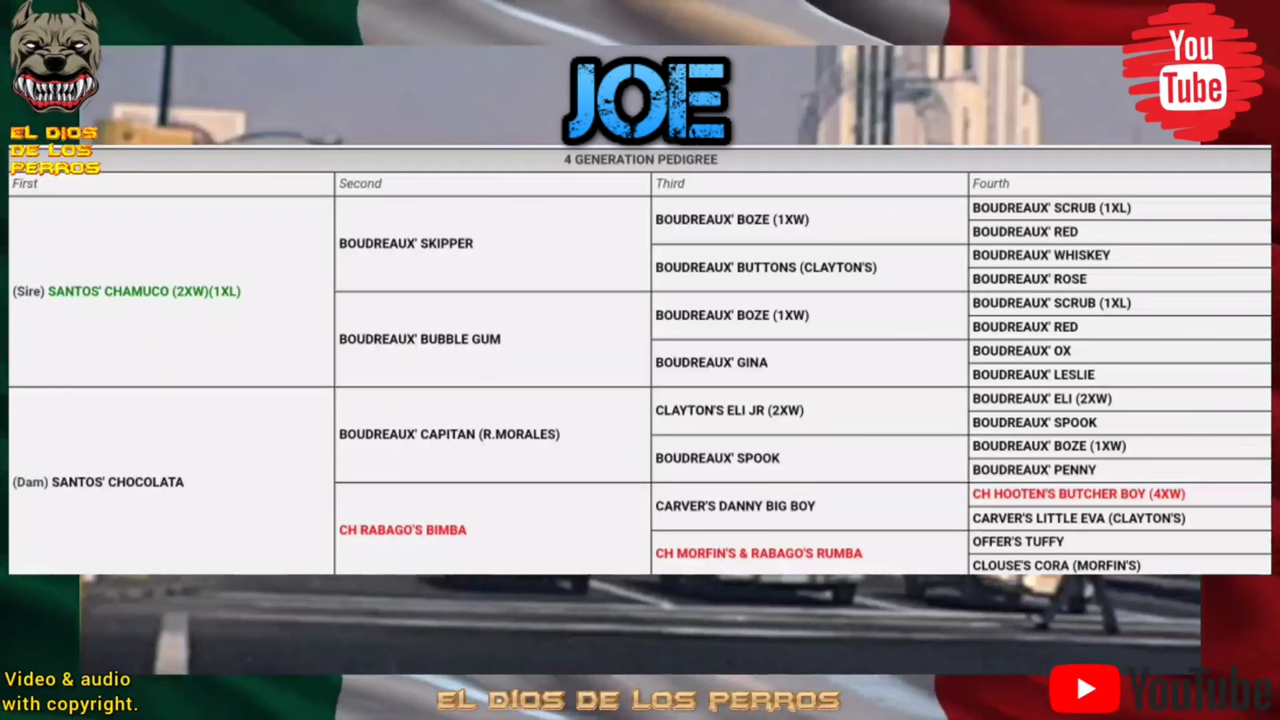 JOE
You
Tube
EL DIOS
DE LOS
PERROS
4 GENERATION PEDIGREE
First Second Third Fourth
(Sire) SANTOS' CHAMUCO (2XW)(1XL)
BOUDREAUX' SKIPPER
BOUDREAUX' BOZE (1XW)
BOUDREAUX' SCRUB (1XL)
BOUDREAUX' RED
BOUDREAUX' BUTTONS (CLAYTON'S)
BOUDREAUX' WHISKEY
BOUDREAUX' ROSE
BOUDREAUX' BUBBLE GUM
BOUDREAUX' BOZE (1XW)
BOUDREAUX' SCRUB (1XL)
BOUDREAUX' RED
BOUDREAUX' GINA
BOUDREAUX' OX
BOUDREAUX' LESLIE
(Dam) SANTOS' CHOCOLATA
BOUDREAUX' CAPITAN (R.MORALES)
CLAYTON'S ELI JR (2XW)
BOUDREAUX' ELI (2XW)
BOUDREAUX' SPOOK
BOUDREAUX' SPOOK
BOUDREAUX' BOZE (1XW)
BOUDREAUX' PENNY
CH RABAGO'S BIMBA
CARVER'S DANNY BIG BOY
CH HOOTEN'S BUTCHER BOY (4XW)
CARVER'S LITTLE EVA (CLAYTON'S)
CH MORFIN'S & RABAGO'S RUMBA
OFFER'S TUFFY
CLOUSE'S CORA (MORFIN'S)
Video & audio
with copyright.
EL DIOS DE LOS PERROS
YouTube